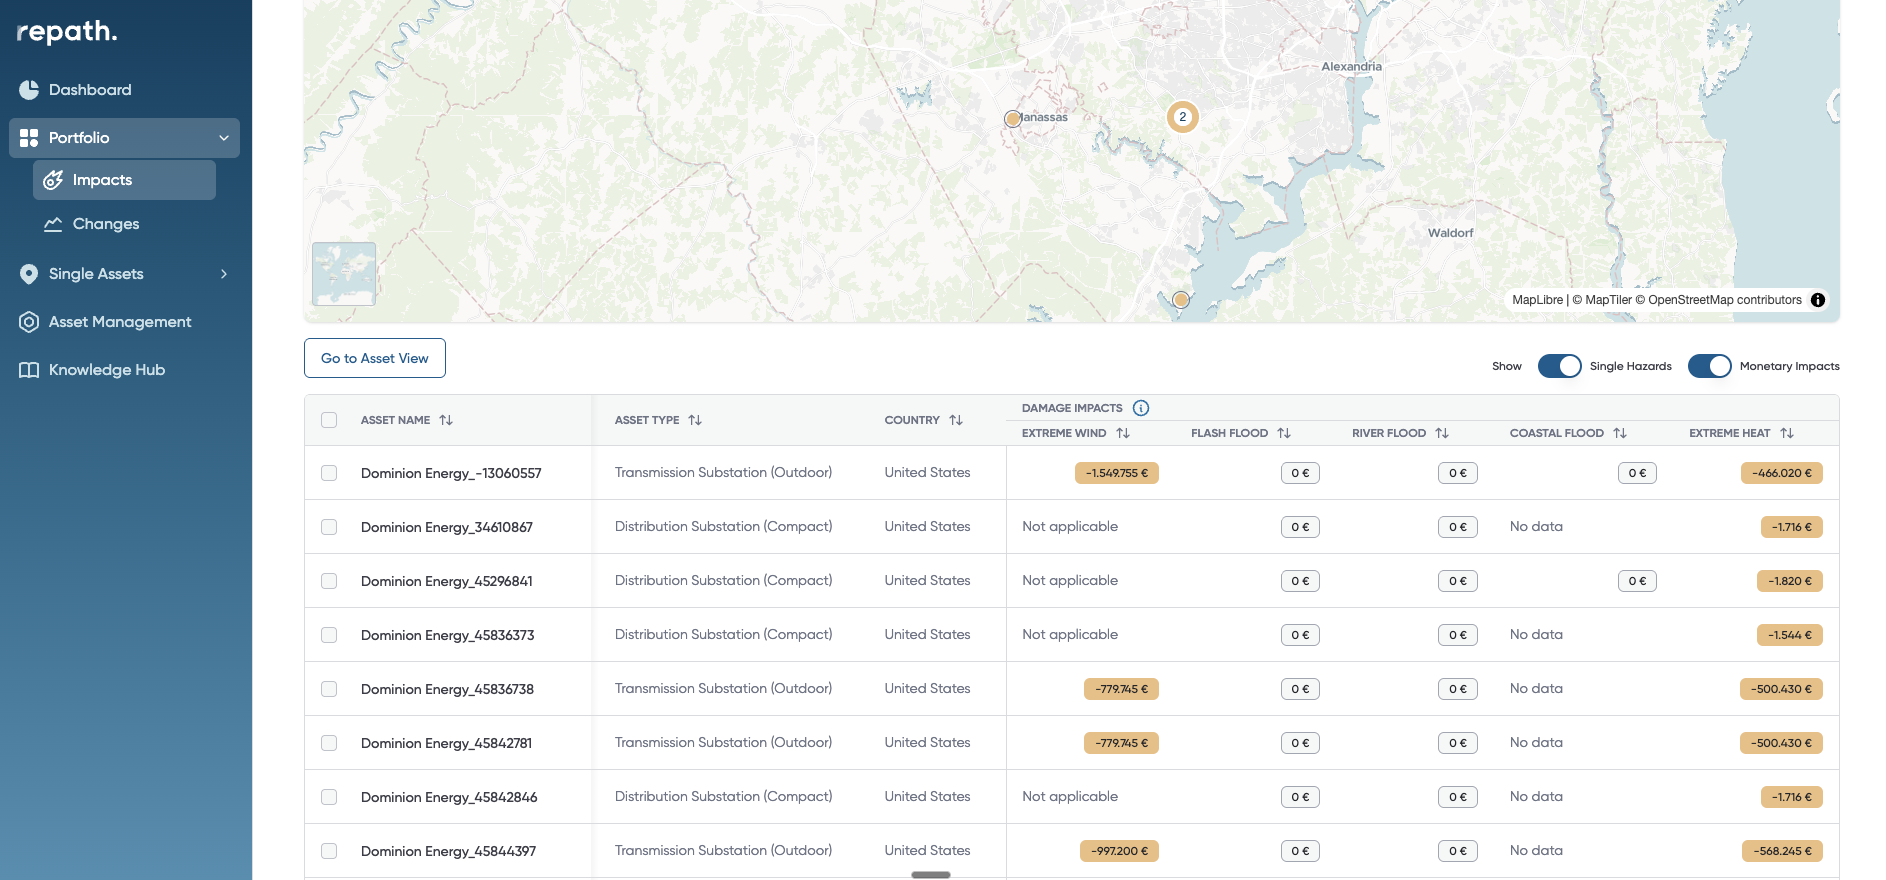 repath.
Dashboard
Portfolio
Impacts
Changes
Single Assets
Asset Management
Knowledge Hub
Alexandria
Manassas
2
Waldorf
MapLibre | © MapTiler © OpenStreetMap contributors
Go to Asset View
Show Single Hazards Monetary Impacts
ASSET NAME ASSET TYPE COUNTRY DAMAGE IMPACTS
EXTREME WIND FLASH FLOOD RIVER FLOOD COASTAL FLOOD EXTREME HEAT
Dominion Energy_-13060557 Transmission Substation (Outdoor) United States -1.549.755 € 0 € 0 € 0 € -466.020 €
Dominion Energy_34610867 Distribution Substation (Compact) United States Not applicable 0 € 0 € No data -1.716 €
Dominion Energy_45296841 Distribution Substation (Compact) United States Not applicable 0 € 0 € 0 € -1.820 €
Dominion Energy_45836373 Distribution Substation (Compact) United States Not applicable 0 € 0 € No data -1.544 €
Dominion Energy_45836738 Transmission Substation (Outdoor) United States -779.745 € 0 € 0 € No data -500.430 €
Dominion Energy_45842781 Transmission Substation (Outdoor) United States -779.745 € 0 € 0 € No data -500.430 €
Dominion Energy_45842846 Distribution Substation (Compact) United States Not applicable 0 € 0 € No data -1.716 €
Dominion Energy_45844397 Transmission Substation (Outdoor) United States -997.200 € 0 € 0 € No data -568.245 €